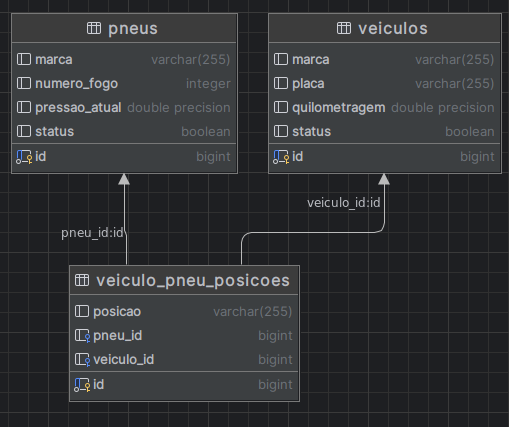 pneus
marca varchar(255)
numero_fogo integer
pressao_atual double precision
status boolean
id bigint
veiculos
marca varchar(255)
placa varchar(255)
quilometragem double precision
status boolean
id bigint
veiculo_id:id
pneu_id:id
veiculo_pneu_posicoes
posicao varchar(255)
pneu_id bigint
veiculo_id bigint
id bigint